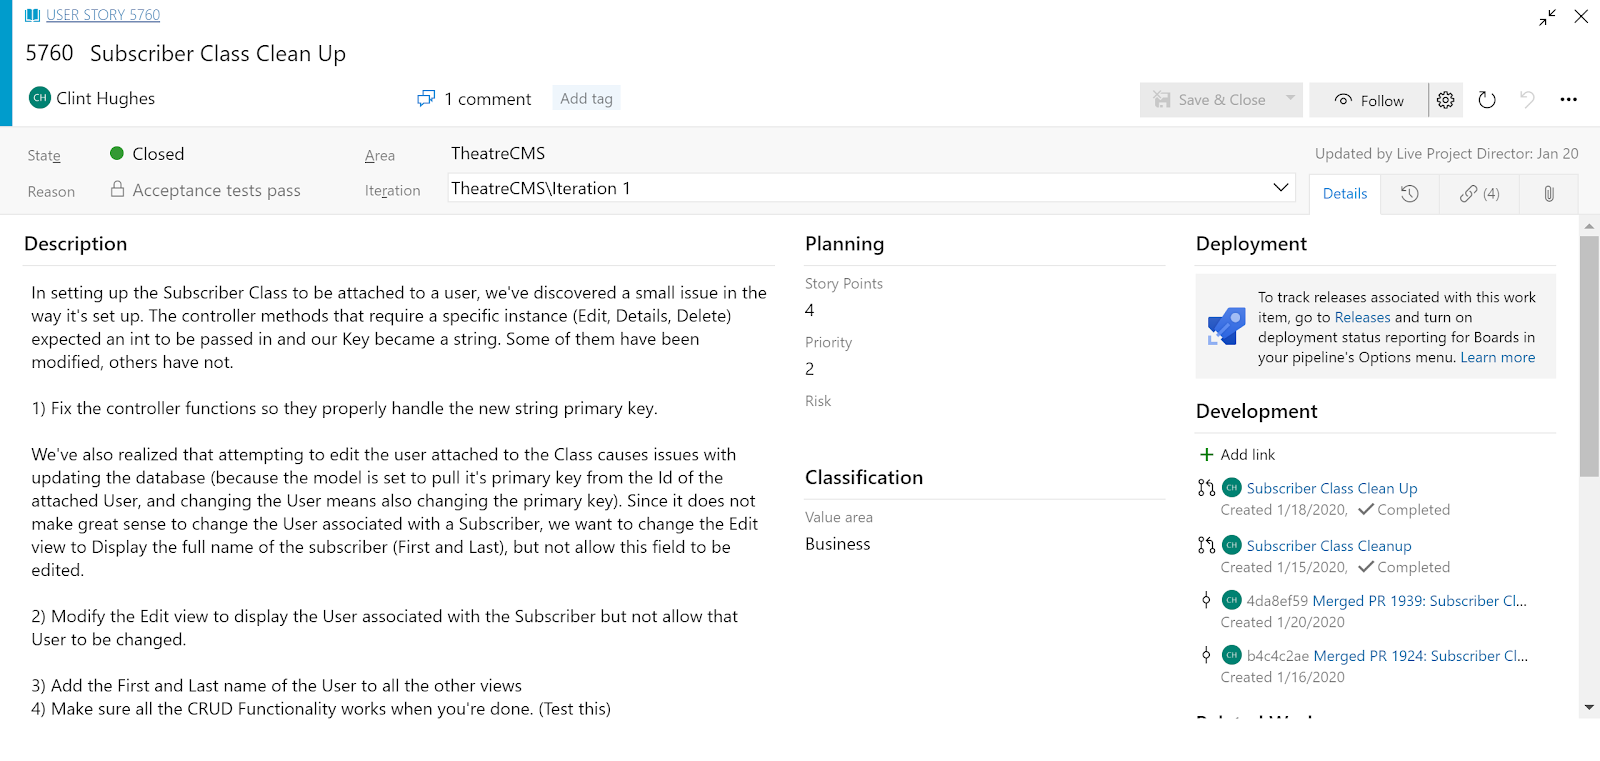 USER STORY 5760
5760 Subscriber Class Clean Up
CH Clint Hughes
1 comment
Add tag
Save & Close
Follow
State
Closed
Area
TheatreCMS
Updated by Live Project Director: Jan 20
Reason
Acceptance tests pass
Iteration
TheatreCMS\Iteration 1
Details
(4)
Description
In setting up the Subscriber Class to be attached to a user, we've discovered a small issue in the
way it's set up. The controller methods that require a specific instance (Edit, Details, Delete)
expected an int to be passed in and our Key became a string. Some of them have been
modified, others have not.
1) Fix the controller functions so they properly handle the new string primary key.
We've also realized that attempting to edit the user attached to the Class causes issues with
updating the database (because the model is set to pull it's primary key from the Id of the
attached User, and changing the User means also changing the primary key). Since it does not
make great sense to change the User associated with a Subscriber, we want to change the Edit
view to Display the full name of the subscriber (First and Last), but not allow this field to be
edited.
2) Modify the Edit view to display the User associated with the Subscriber but not allow that
User to be changed.
3) Add the First and Last name of the User to all the other views
4) Make sure all the CRUD Functionality works when you're done. (Test this)
Planning
Story Points
4
Priority
2
Risk
Classification
Value area
Business
Deployment
To track releases associated with this work
item, go to Releases and turn on
deployment status reporting for Boards in
your pipeline's Options menu. Learn more
Development
Add link
CH Subscriber Class Clean Up
Created 1/18/2020, Completed
CH Subscriber Class Cleanup
Created 1/15/2020, Completed
CH 4da8ef59 Merged PR 1939: Subscriber Cl...
Created 1/20/2020
CH b4c4c2ae Merged PR 1924: Subscriber Cl...
Created 1/16/2020